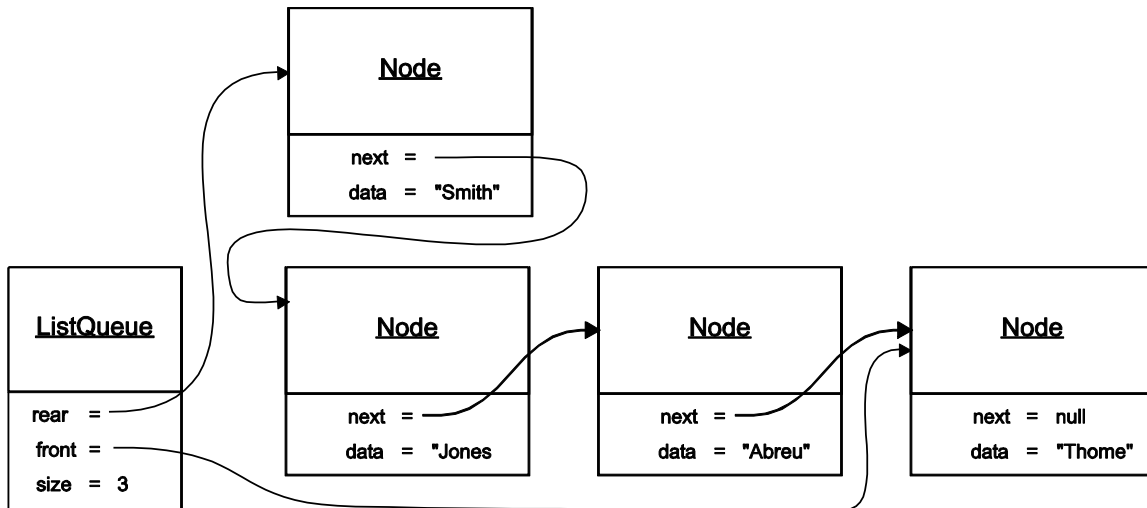 Node
next =
data = "Smith"
ListQueue
rear =
front =
size = 3
Node
next =
data = "Jones
Node
next =
data = "Abreu"
Node
next = null
data = "Thome"